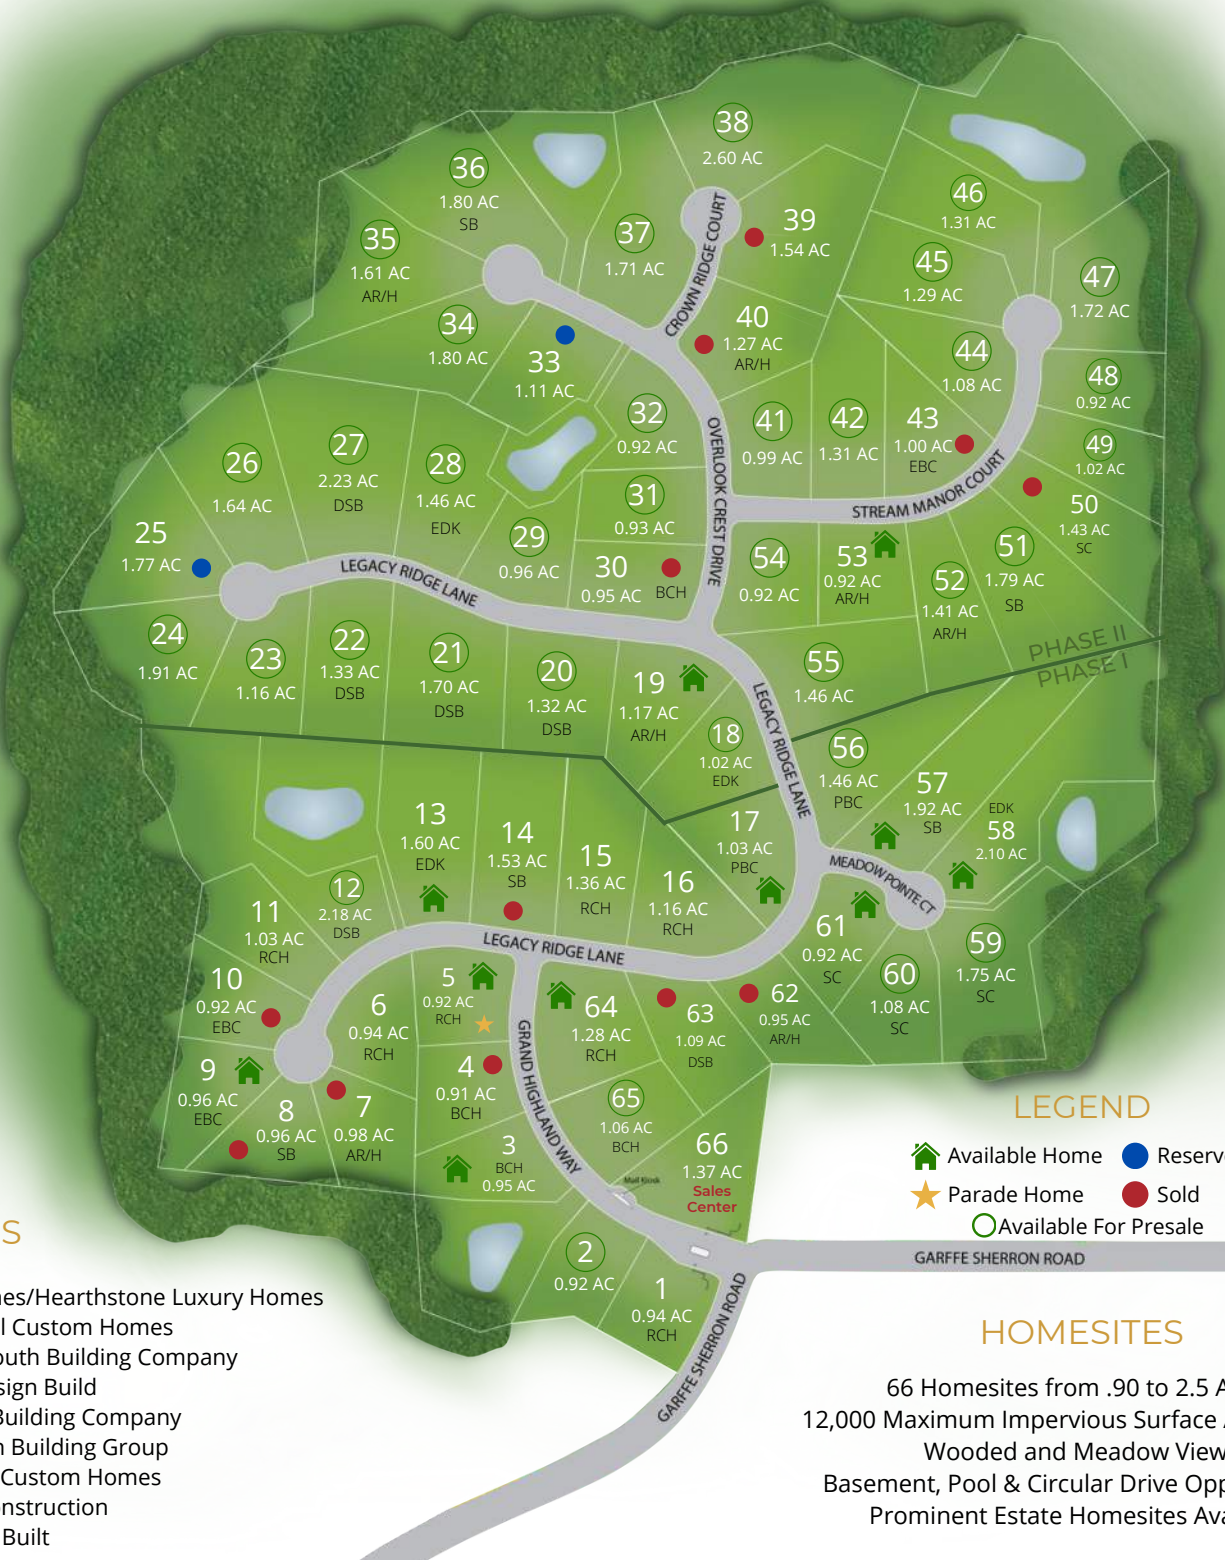 38
2.60 AC
36
1.80 AC
SB
46
1.31 AC
35
1.61 AC
AR/H
37
1.71 AC
CROWN RIDGE COURT
39
1.54 AC
45
1.29 AC
47
1.72 AC
34
1.80 AC
33
1.11 AC
40
1.27 AC
AR/H
44
1.08 AC
48
0.92 AC
32
0.92 AC
41
0.99 AC
42
1.31 AC
43
1.00 AC
EBC
49
1.02 AC
27
2.23 AC
DSB
26
1.64 AC
28
1.46 AC
EDK
31
0.93 AC
OVERLOOK CREST DRIVE
STREAM MANOR COURT
50
1.43 AC
SC
25
1.77 AC
LEGACY RIDGE LANE
29
0.96 AC
30
0.95 AC
BCH
54
0.92 AC
53
0.92 AC
AR/H
52
1.41 AC
AR/H
51
1.79 AC
SB
24
1.91 AC
23
1.16 AC
22
1.33 AC
DSB
21
1.70 AC
DSB
20
1.32 AC
DSB
19
1.17 AC
AR/H
55
1.46 AC
PHASE II
PHASE I
18
1.02 AC
EDK
LEGACY RIDGE LANE
56
1.46 AC
PBC
57
1.92 AC
SB
EDK
58
2.10 AC
13
1.60 AC
EDK
14
1.53 AC
SB
15
1.36 AC
RCH
16
1.16 AC
RCH
17
1.03 AC
PBC
MEADOW POINTE CT
12
2.18 AC
DSB
11
1.03 AC
RCH
LEGACY RIDGE LANE
61
0.92 AC
SC
60
1.08 AC
SC
59
1.75 AC
SC
10
0.92 AC
EBC
6
0.94 AC
RCH
5
0.92 AC
RCH
GRAND HIGHLAND WAY
64
1.28 AC
RCH
63
1.09 AC
DSB
62
0.95 AC
AR/H
9
0.96 AC
EBC
8
0.96 AC
SB
7
0.98 AC
AR/H
4
0.91 AC
BCH
3
BCH
0.95 AC
65
1.06 AC
BCH
66
1.37 AC
Sales
Center
Mail Kiosk
2
0.92 AC
1
0.94 AC
RCH
LEGEND
Available Home
Reserve
Parade Home
Sold
Available For Presale
GARFFE SHERRON ROAD
GARFFE SHERRON ROAD
S
nes/Hearthstone Luxury Homes
l Custom Homes
outh Building Company
sign Build
Building Company
n Building Group
Custom Homes
onstruction
Built
HOMESITES
66 Homesites from .90 to 2.5 A
12,000 Maximum Impervious Surface
Wooded and Meadow View
Basement, Pool & Circular Drive Opp
Prominent Estate Homesites Ava